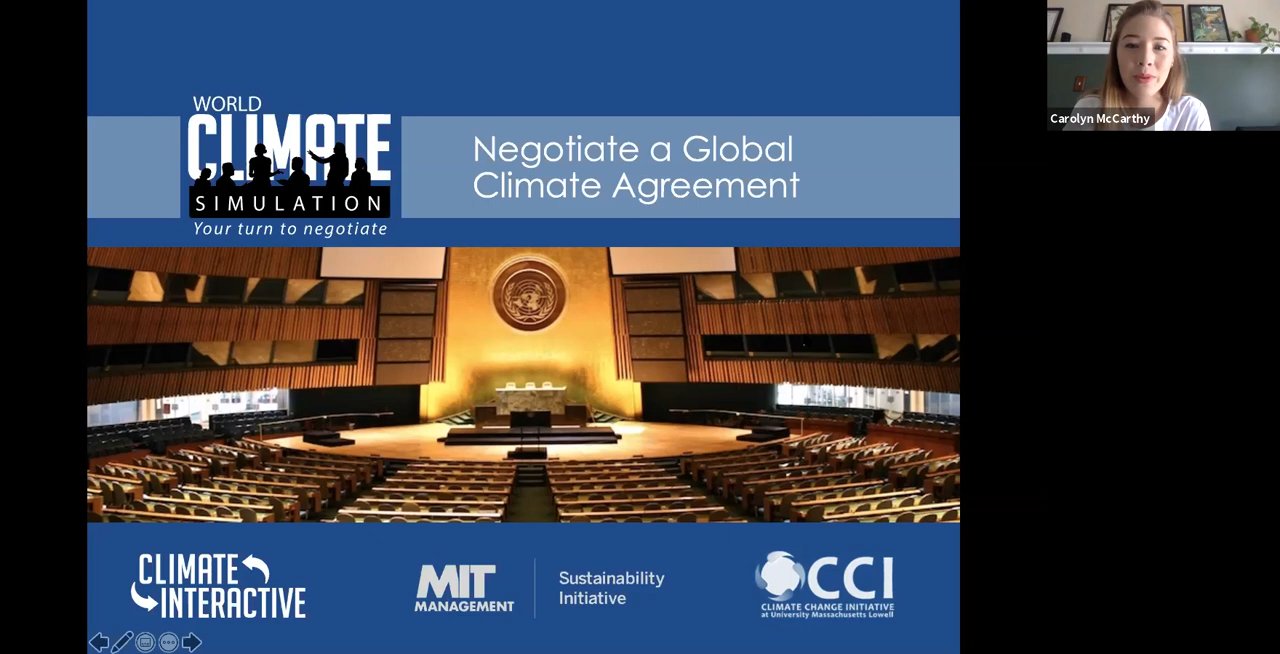 WORLD
CLIMATE
SIMULATION
Your turn to negotiate
Negotiate a Global
Climate Agreement
CLIMATE
INTERACTIVE
MIT
MANAGEMENT
Sustainability
Initiative
CCI
CLIMATE CHANGE INITIATIVE
at University Massachusetts Lowell
Carolyn McCarthy